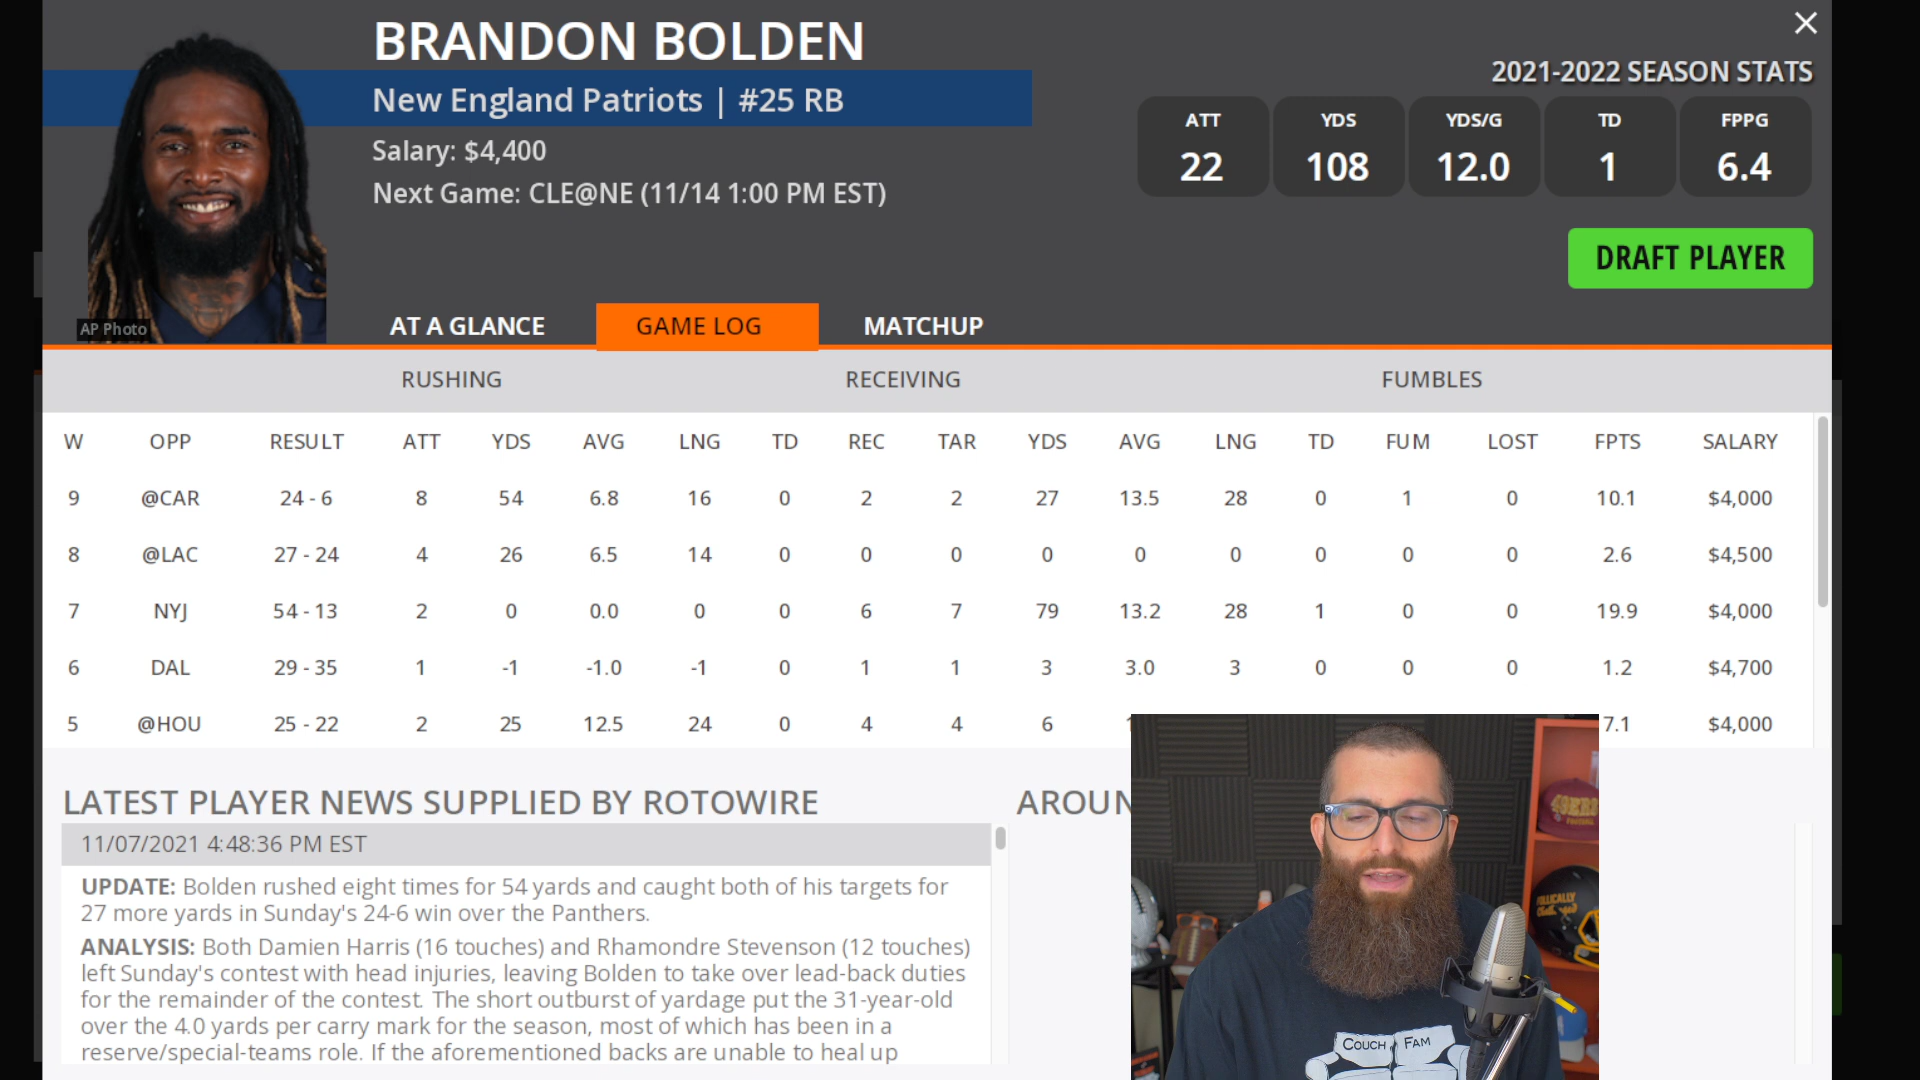 BRANDON BOLDEN
New England Patriots | #25 RB
Salary: $4,400
Next Game: CLE@NE (11/14 1:00 PM EST)
AP Photo
2021-2022 SEASON STATS
ATT YDS YDS/G TD FPPG
22 108 12.0 1 6.4
DRAFT PLAYER
AT A GLANCE GAME LOG MATCHUP
RUSHING RECEIVING FUMBLES
W OPP RESULT ATT YDS AVG LNG TD REC TAR YDS AVG LNG TD FUM LOST FPTS SALARY
9 @CAR 24 - 6 8 54 6.8 16 0 2 2 27 13.5 28 0 1 0 10.1 $4,000
8 @LAC 27 - 24 4 26 6.5 14 0 0 0 0 0 0 0 0 0 2.6 $4,500
7 NYJ 54 - 13 2 0 0.0 0 0 6 7 79 13.2 28 1 0 0 19.9 $4,000
6 DAL 29 - 35 1 -1 -1.0 -1 0 1 1 3 3.0 3 0 0 0 1.2 $4,700
5 @HOU 25 - 22 2 25 12.5 24 0 4 4 6 7.1 $4,000
LATEST PLAYER NEWS SUPPLIED BY ROTOWIRE
11/07/2021 4:48:36 PM EST
UPDATE: Bolden rushed eight times for 54 yards and caught both of his targets for
27 more yards in Sunday's 24-6 win over the Panthers.
ANALYSIS: Both Damien Harris (16 touches) and Rhamondre Stevenson (12 touches)
left Sunday's contest with head injuries, leaving Bolden to take over lead-back duties
for the remainder of the contest. The short outburst of yardage put the 31-year-old
over the 4.0 yards per carry mark for the season, most of which has been in a
reserve/special-teams role. If the aforementioned backs are unable to heal up
AROUN
49ERS
COUCH FAM